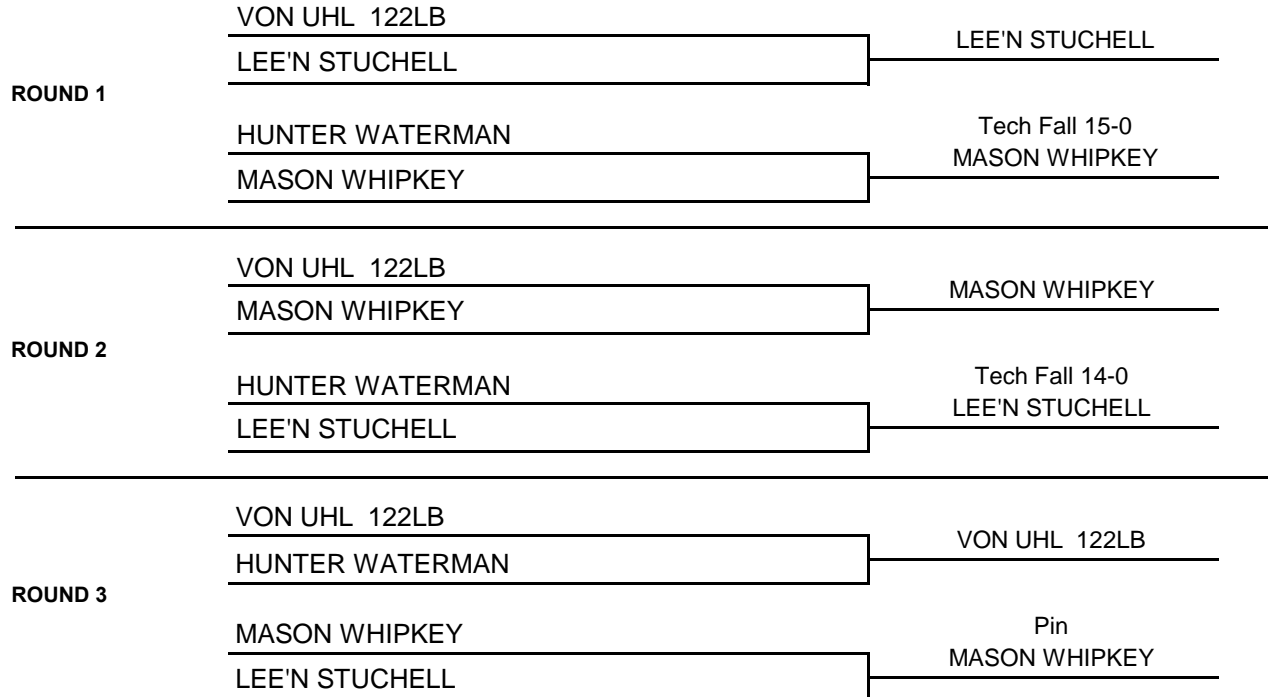 VON UHL  122LB
LEE'N STUCHELL
LEE'N STUCHELL
ROUND 1
HUNTER WATERMAN
Tech Fall 15-0
MASON WHIPKEY
MASON WHIPKEY
VON UHL  122LB
MASON WHIPKEY
MASON WHIPKEY
ROUND 2
HUNTER WATERMAN
Tech Fall 14-0
LEE'N STUCHELL
LEE'N STUCHELL
VON UHL  122LB
VON UHL  122LB
HUNTER WATERMAN
ROUND 3
MASON WHIPKEY
Pin
MASON WHIPKEY
LEE'N STUCHELL